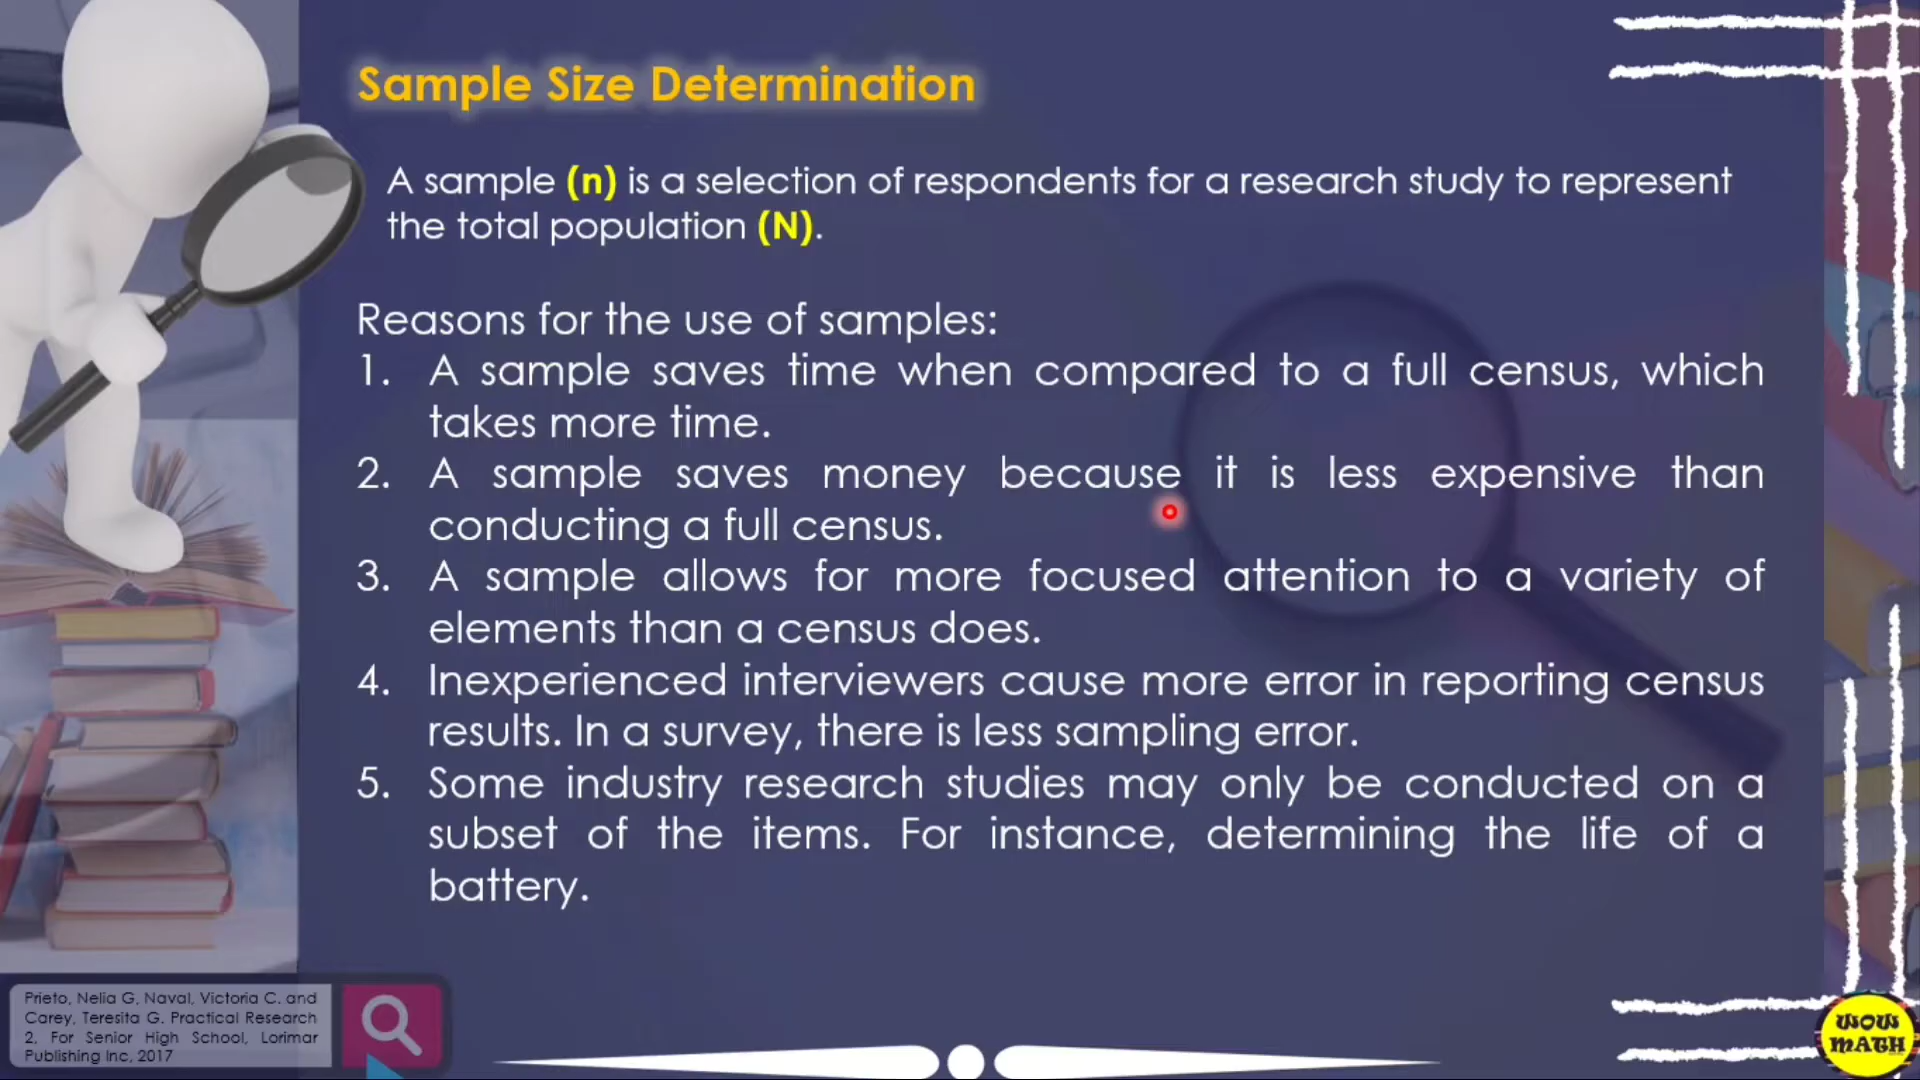 Sample Size Determination
A sample (n) is a selection of respondents for a research study to represent
the total population (N).
Reasons for the use of samples:
1. A sample saves time when compared to a full census, which
takes more time.
2. A sample saves money because it is less expensive than
conducting a full census.
3. A sample allows for more focused attention to a variety of
elements than a census does.
4. Inexperienced interviewers cause more error in reporting census
results. In a survey, there is less sampling error.
5. Some industry research studies may only be conducted on a
subset of the items. For instance, determining the life of a
battery.
Prieto, Nelia G, Naval, Victoria C. and
Carey, Teresita G. Practical Research
2, For Senior High School, Lorimar
Publishing Inc, 2017
WOW
MATH